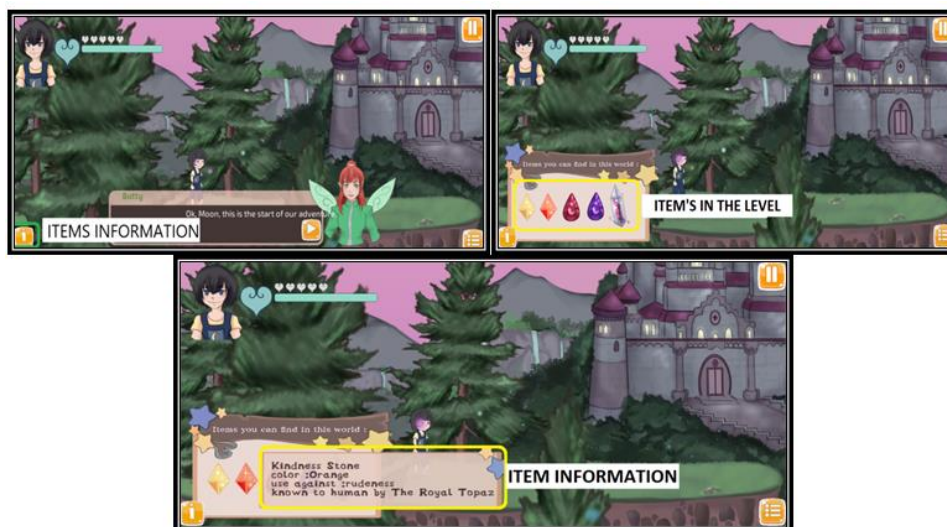 Batty
Ok, Moon, this is the start of our adventure
ITEMS INFORMATION
Items you can find in this world :
ITEM'S IN THE LEVEL
Items you can find in this world :
Kindness Stone
color :Orange
use against :rudeness
known to human by The Royal Topaz
ITEM INFORMATION